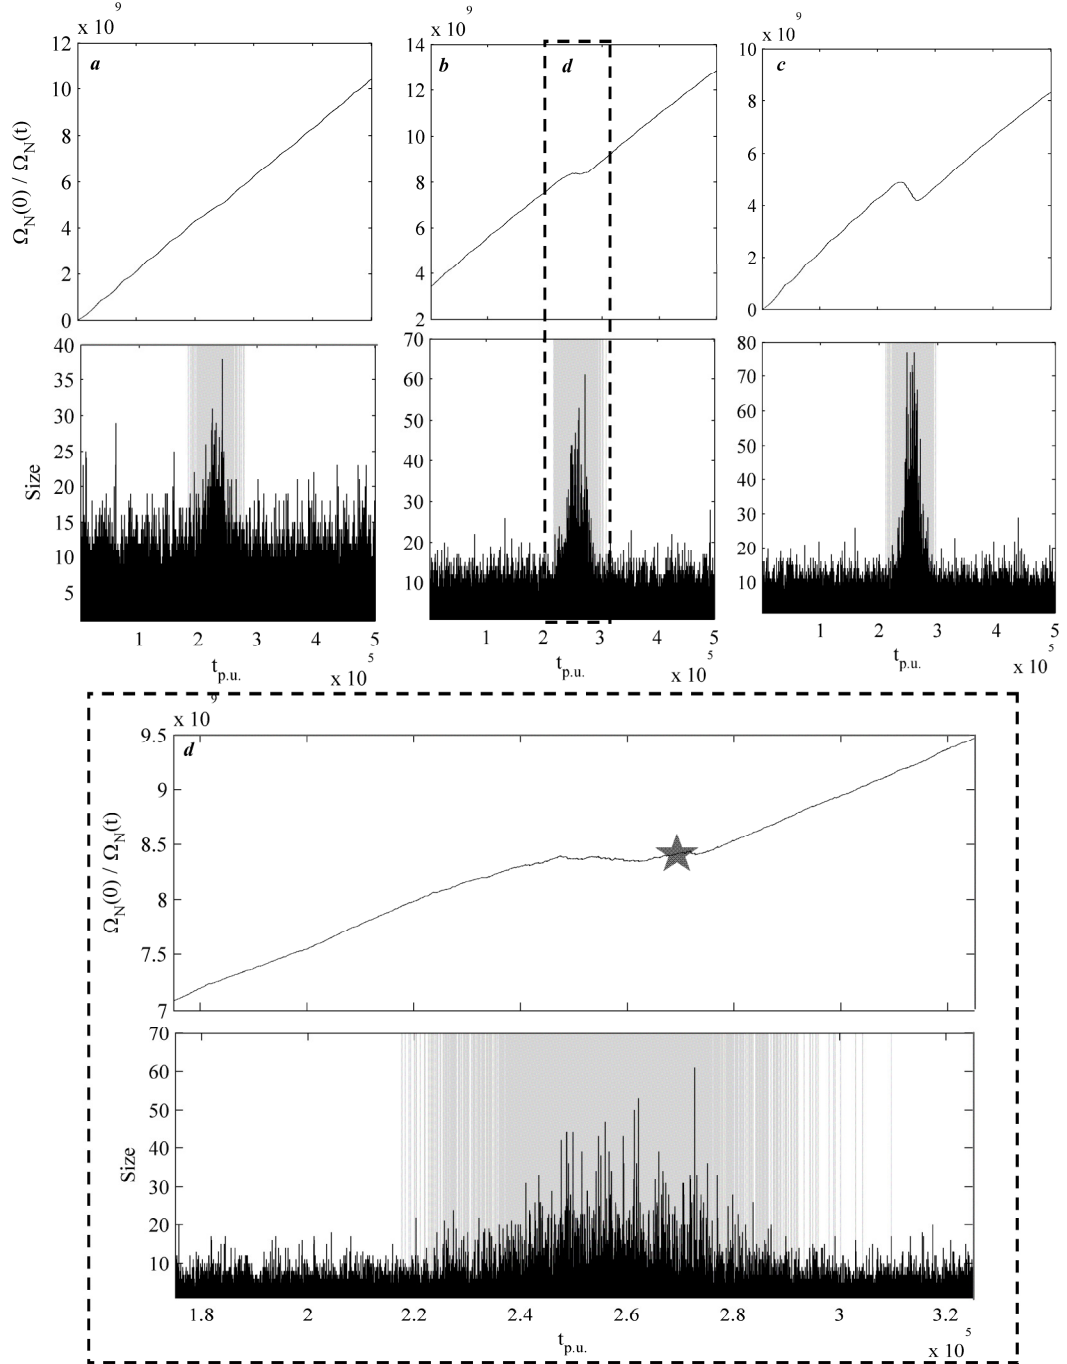 x 10^9
12
10
8
6
4
2
0
a
Ω_N(0) / Ω_N(t)
x 10^9
14
12
10
8
6
4
2
b
d
x 10^9
10
8
6
4
2
0
c
40
35
30
25
20
15
10
5
Size
1 2 3 4 5
t_p.u.
x 10^5
70
60
50
40
30
20
10
1 2 3 4 5
t_p.u.
x 10^5
80
70
60
50
40
30
20
10
1 2 3 4 5
t_p.u.
x 10^5
x 10^9
9.5
9
8.5
8
7.5
7
d
Ω_N(0) / Ω_N(t)
70
60
50
40
30
20
10
Size
1.8 2 2.2 2.4 2.6 2.8 3 3.2
t_p.u.
x 10^5